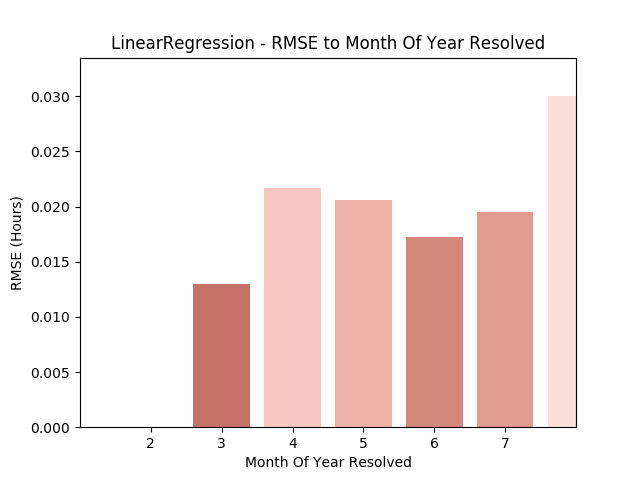 LinearRegression - RMSE to Month Of Year Resolved
0.030
0.025
0.020
0.015
0.010
0.005
0.000
RMSE (Hours)
2 3 4 5 6 7
Month Of Year Resolved